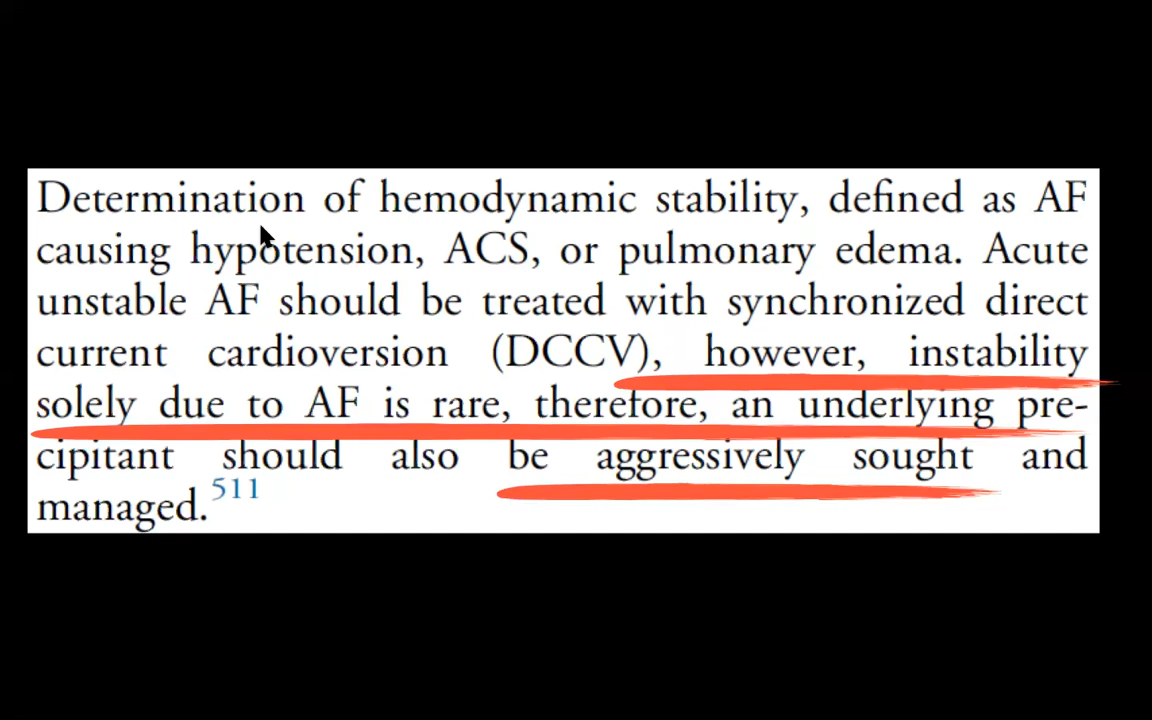 Determination of hemodynamic stability, defined as AF
causing hypotension, ACS, or pulmonary edema. Acute
unstable AF should be treated with synchronized direct
current cardioversion (DCCV), however, instability
solely due to AF is rare, therefore, an underlying pre-
cipitant should also be aggressively sought and
managed.511